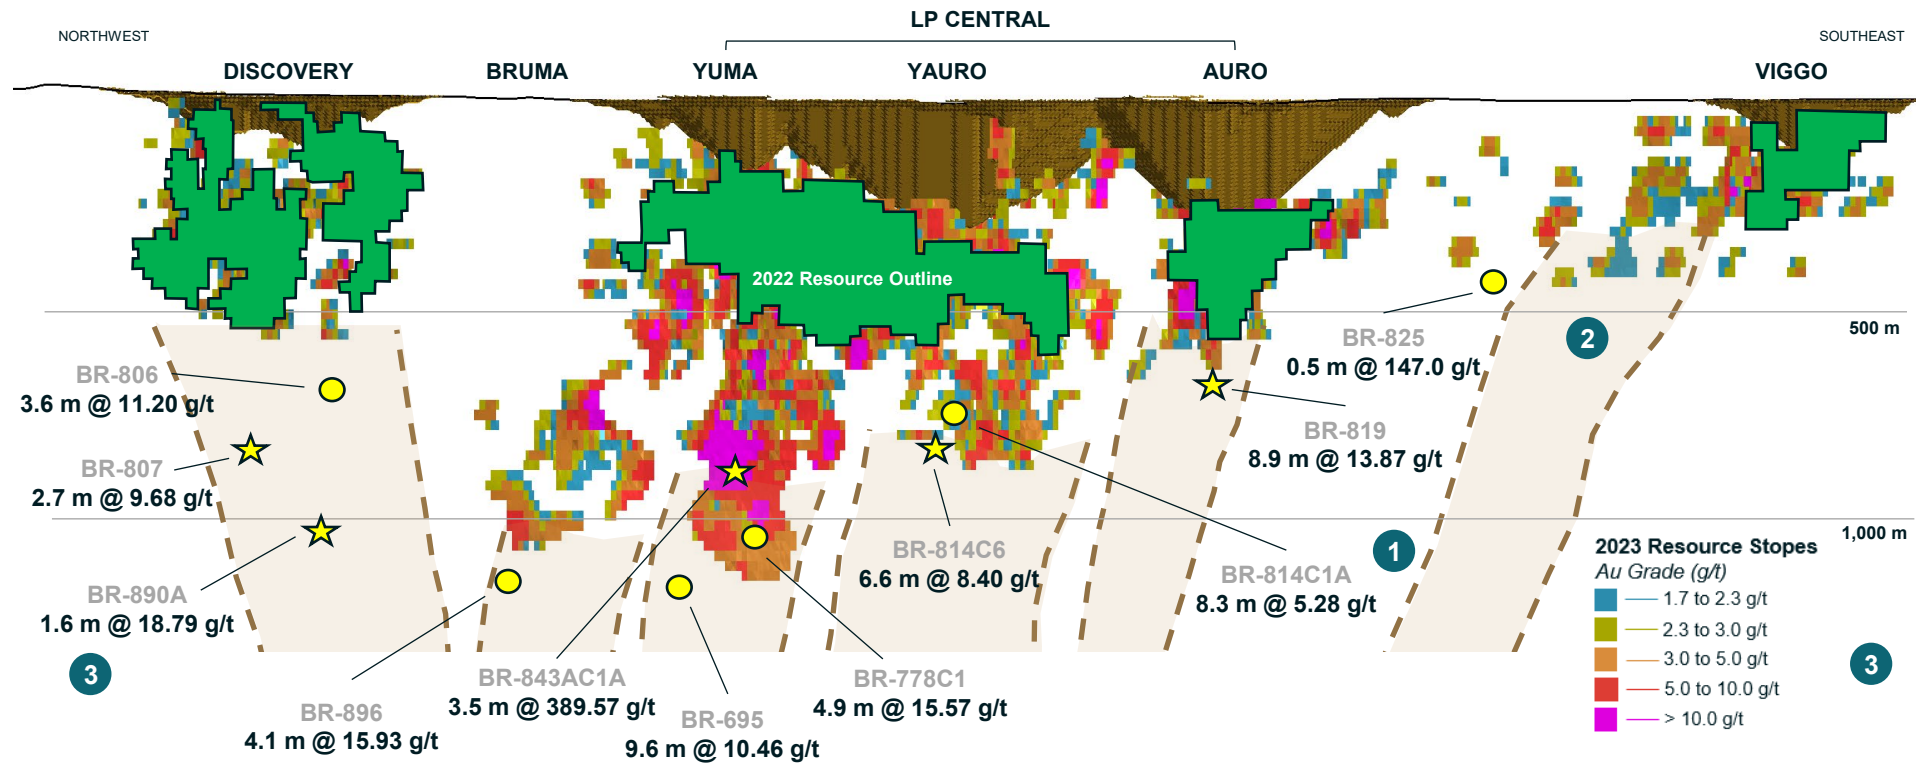 LP CENTRAL
NORTHWEST
SOUTHEAST
DISCOVERY
BRUMA
YUMA
YAURO
AURO
VIGGO
2022 Resource Outline
500 m
BR-825
0.5 m @ 147.0 g/t
2
BR-806
3.6 m @ 11.20 g/t
BR-819
8.9 m @ 13.87 g/t
BR-807
2.7 m @ 9.68 g/t
1,000 m
BR-814C6
6.6 m @ 8.40 g/t
1
BR-814C1A
8.3 m @ 5.28 g/t
BR-890A
1.6 m @ 18.79 g/t
3
BR-843AC1A
3.5 m @ 389.57 g/t
BR-778C1
4.9 m @ 15.57 g/t
BR-896
4.1 m @ 15.93 g/t
BR-695
9.6 m @ 10.46 g/t
2023 Resource Stopes
Au Grade (g/t)
1.7 to 2.3 g/t
2.3 to 3.0 g/t
3.0 to 5.0 g/t
5.0 to 10.0 g/t
> 10.0 g/t
3